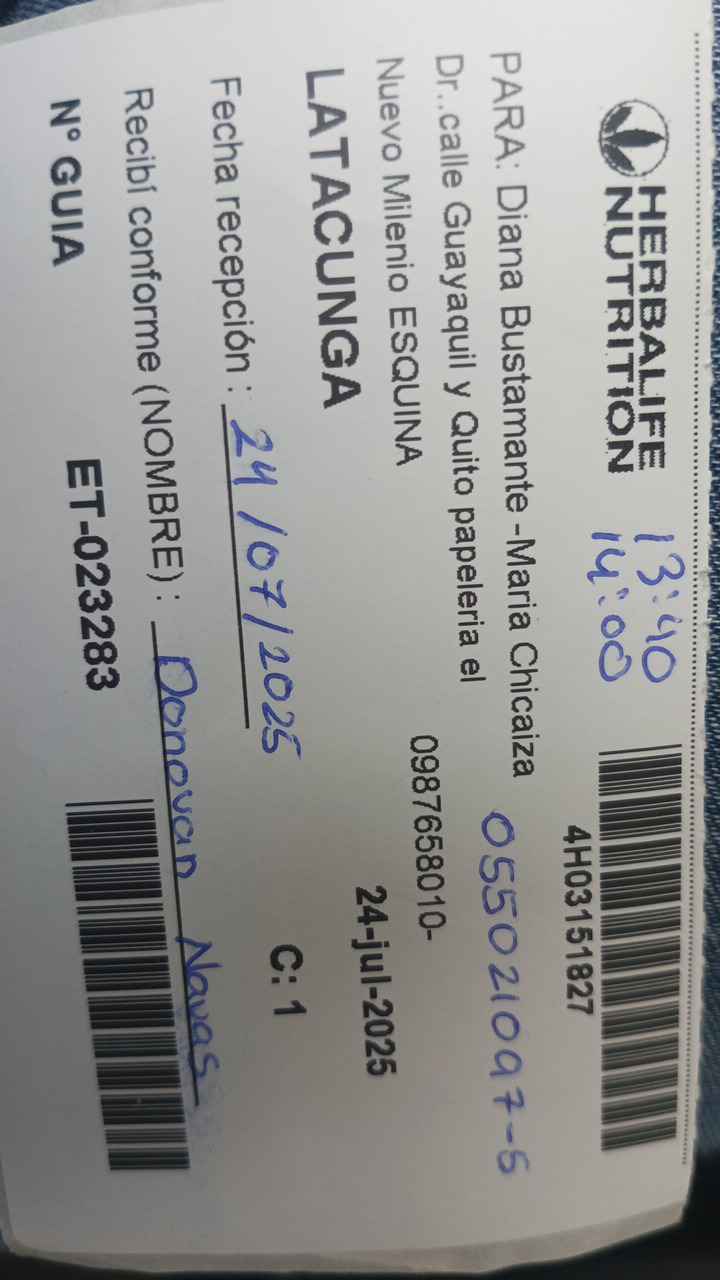 HERBALIFE
NUTRITION
13:40
14:00
4H03151827
PARA: Diana Bustamante -Maria Chicaiza
055021097-5
Dr..calle Guayaquil y Quito papeleria el
Nuevo Milenio ESQUINA
0987658010-
LATACUNGA
24-jul-2025
Fecha recepción : 24/07/2025
C: 1
Recibí conforme (NOMBRE) : Donovan Navas
N° GUIA
ET-023283